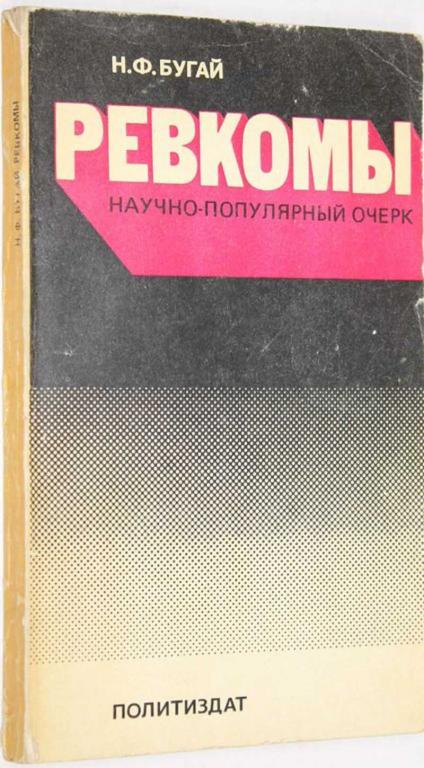 Н.Ф.БУГАЙ
РЕВКОМЫ
НАУЧНО-ПОПУЛЯРНЫЙ ОЧЕРК
ПОЛИТИЗДАТ
Н. Ф. БУГАЙ РЕВКОМЫ